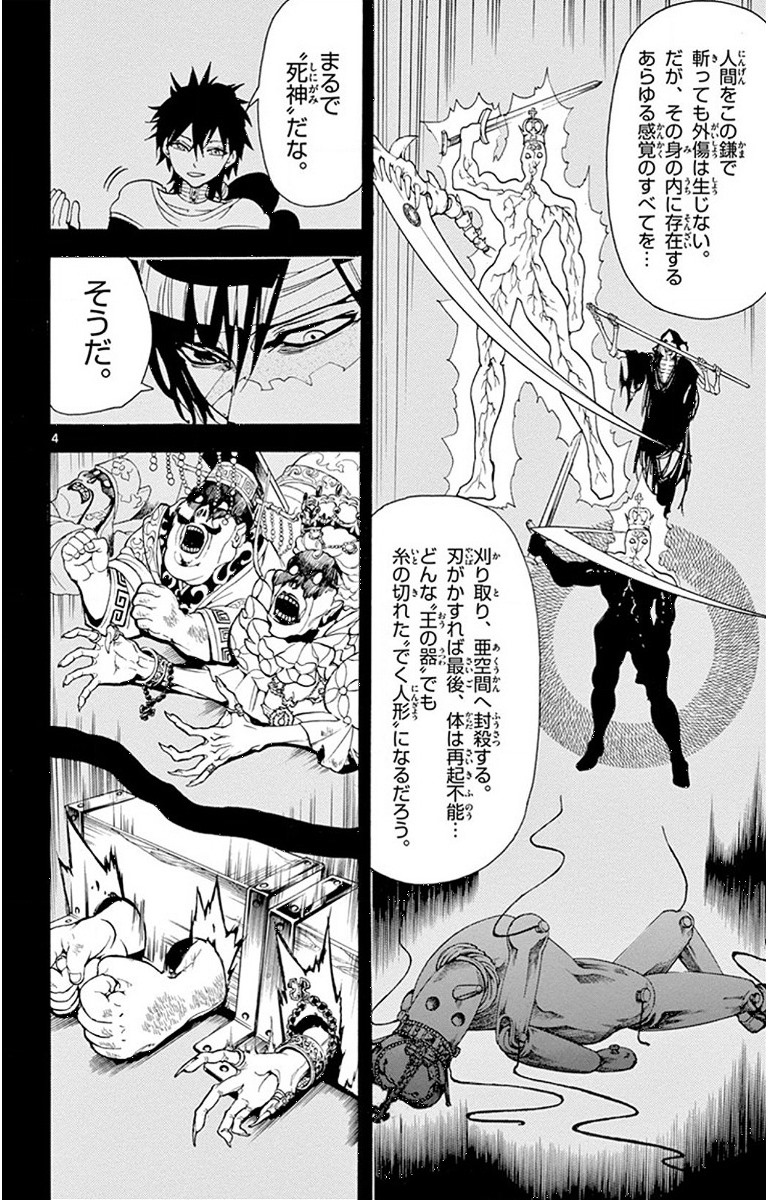 人間をこの鎌で
斬っても外傷は生じない。
だが、その身の内に存在する
あらゆる感覚のすべてを…
刈り取り、亜空間へ封殺する。
刃がかすれば最後、体は再起不能…
どんな〝王の器〟でも
糸の切れた〝でく人形〟になるだろう。
まるで
〝死神〟だな。
そうだ。
4